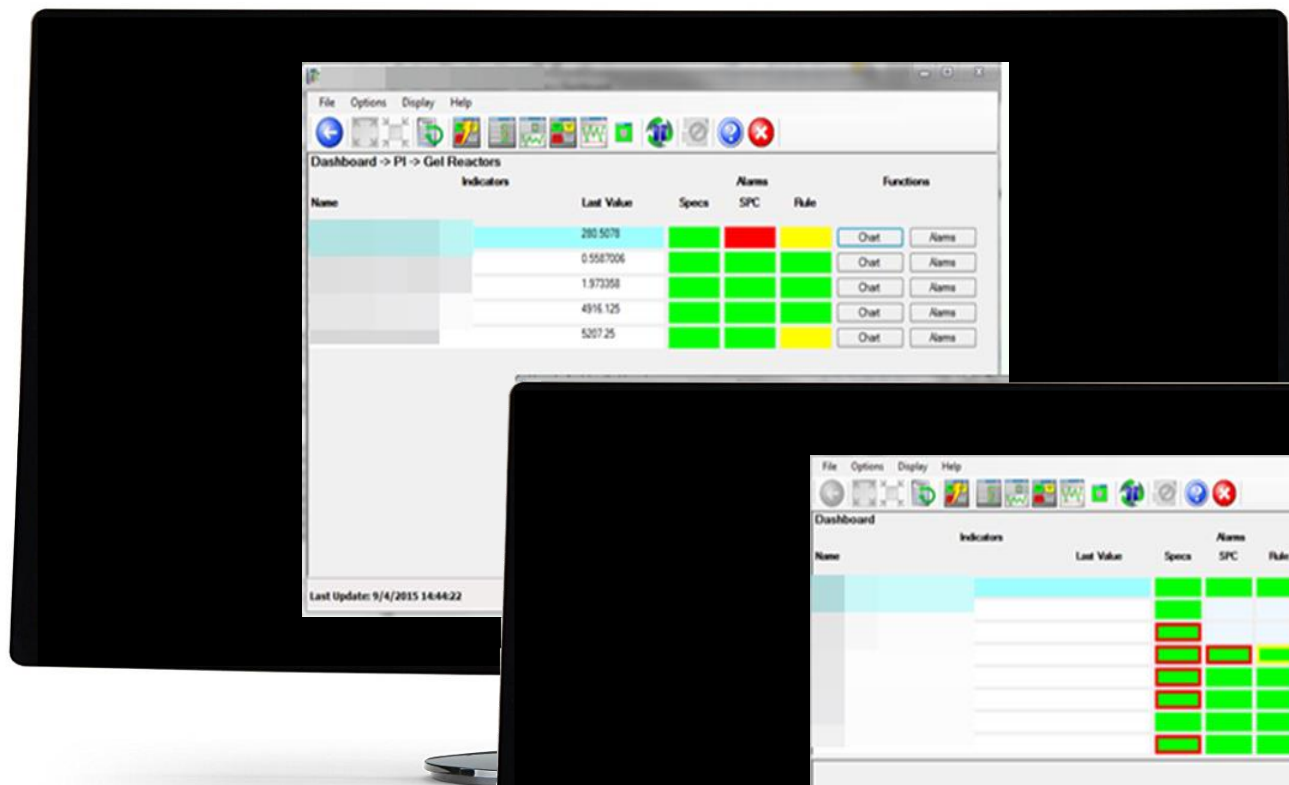 File Options Display Help
Dashboard -> PI -> Gel Reactors
Indicators Alarms Functions
Name Last Value Specs SPC Rule
280.5078 Chart Alarms
0.5587006 Chart Alarms
1.973358 Chart Alarms
4916.125 Chart Alarms
5207.25 Chart Alarms
Last Update: 9/4/2015 14:44:22
File Options Display Help
Dashboard
Indicators Alarms
Name Last Value Specs SPC Rule